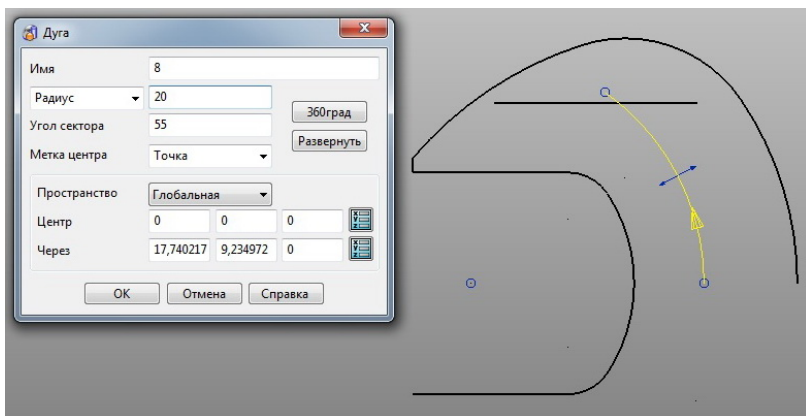 Дуга
Имя 8
Радиус 20
360град
Угол сектора 55
Развернуть
Метка центра Точка
Пространство Глобальная
Центр 0 0 0
Через 17,740217 9,234972 0
ОК Отмена Справка